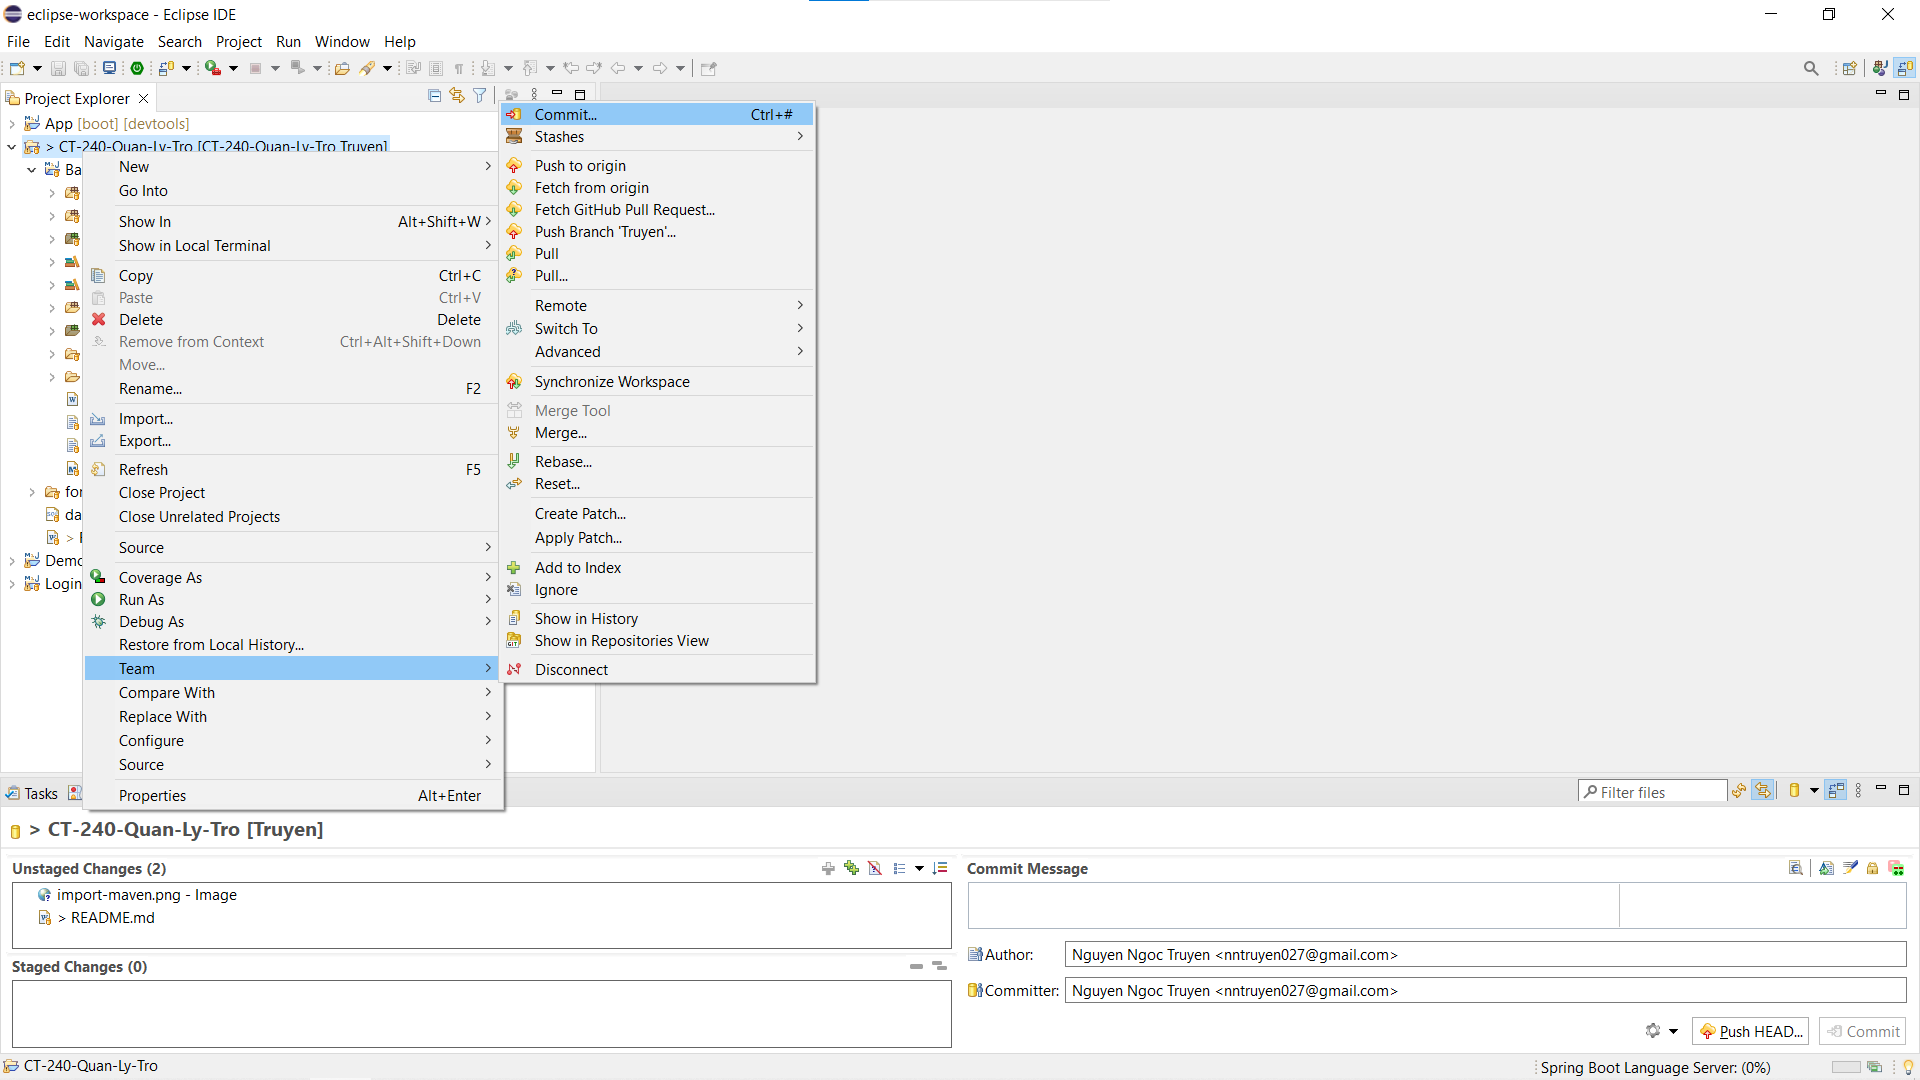 eclipse-workspace - Eclipse IDE
File Edit Navigate Search Project Run Window Help
Project Explorer
App [boot] [devtools]
> CT-240-Quan-Ly-Tro [CT-240-Quan-Ly-Tro Truyen]
Ba
for
da
>
Demo
Login
New
Go Into
Show In Alt+Shift+W
Show in Local Terminal
Copy Ctrl+C
Paste Ctrl+V
Delete Delete
Remove from Context Ctrl+Alt+Shift+Down
Move...
Rename... F2
Import...
Export...
Refresh F5
Close Project
Close Unrelated Projects
Source
Coverage As
Run As
Debug As
Restore from Local History...
Team
Compare With
Replace With
Configure
Source
Properties Alt+Enter
Commit... Ctrl+#
Stashes
Push to origin
Fetch from origin
Fetch GitHub Pull Request...
Push Branch 'Truyen'...
Pull
Pull...
Remote
Switch To
Advanced
Synchronize Workspace
Merge Tool
Merge...
Rebase...
Reset...
Create Patch...
Apply Patch...
Add to Index
Ignore
Show in History
Show in Repositories View
Disconnect
Tasks
Filter files
> CT-240-Quan-Ly-Tro [Truyen]
Unstaged Changes (2)
import-maven.png - Image
> README.md
Staged Changes (0)
Commit Message
Author: Nguyen Ngoc Truyen <nntruyen027@gmail.com>
Committer: Nguyen Ngoc Truyen <nntruyen027@gmail.com>
Push HEAD... Commit
CT-240-Quan-Ly-Tro
Spring Boot Language Server: (0%)